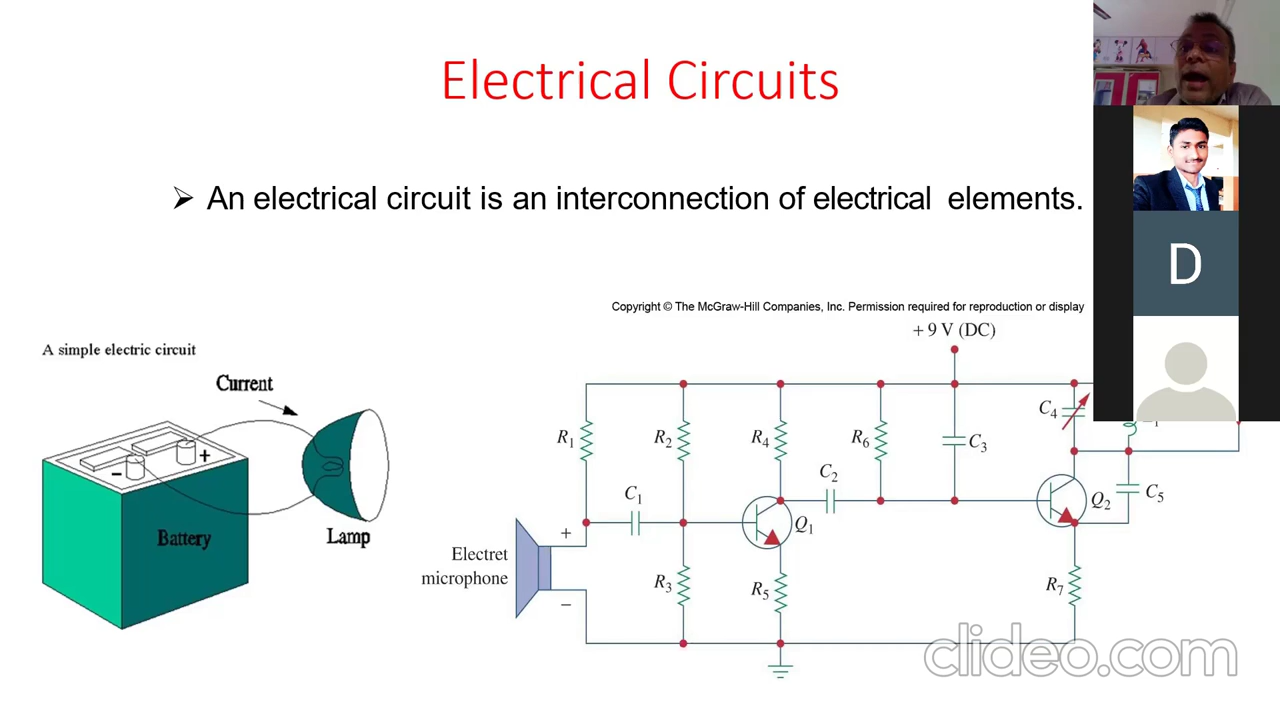 Electrical Circuits
➢ An electrical circuit is an interconnection of electrical elements.
D
Copyright © The McGraw-Hill Companies, Inc. Permission required for reproduction or display
+ 9 V (DC)
A simple electric circuit
Current
C4
R1
R2
R4
R6
C3
+
−
C2
C1
Q1
Q2
C5
Battery
Lamp
+
Electret
microphone
−
R3
R5
R7
clideo.com